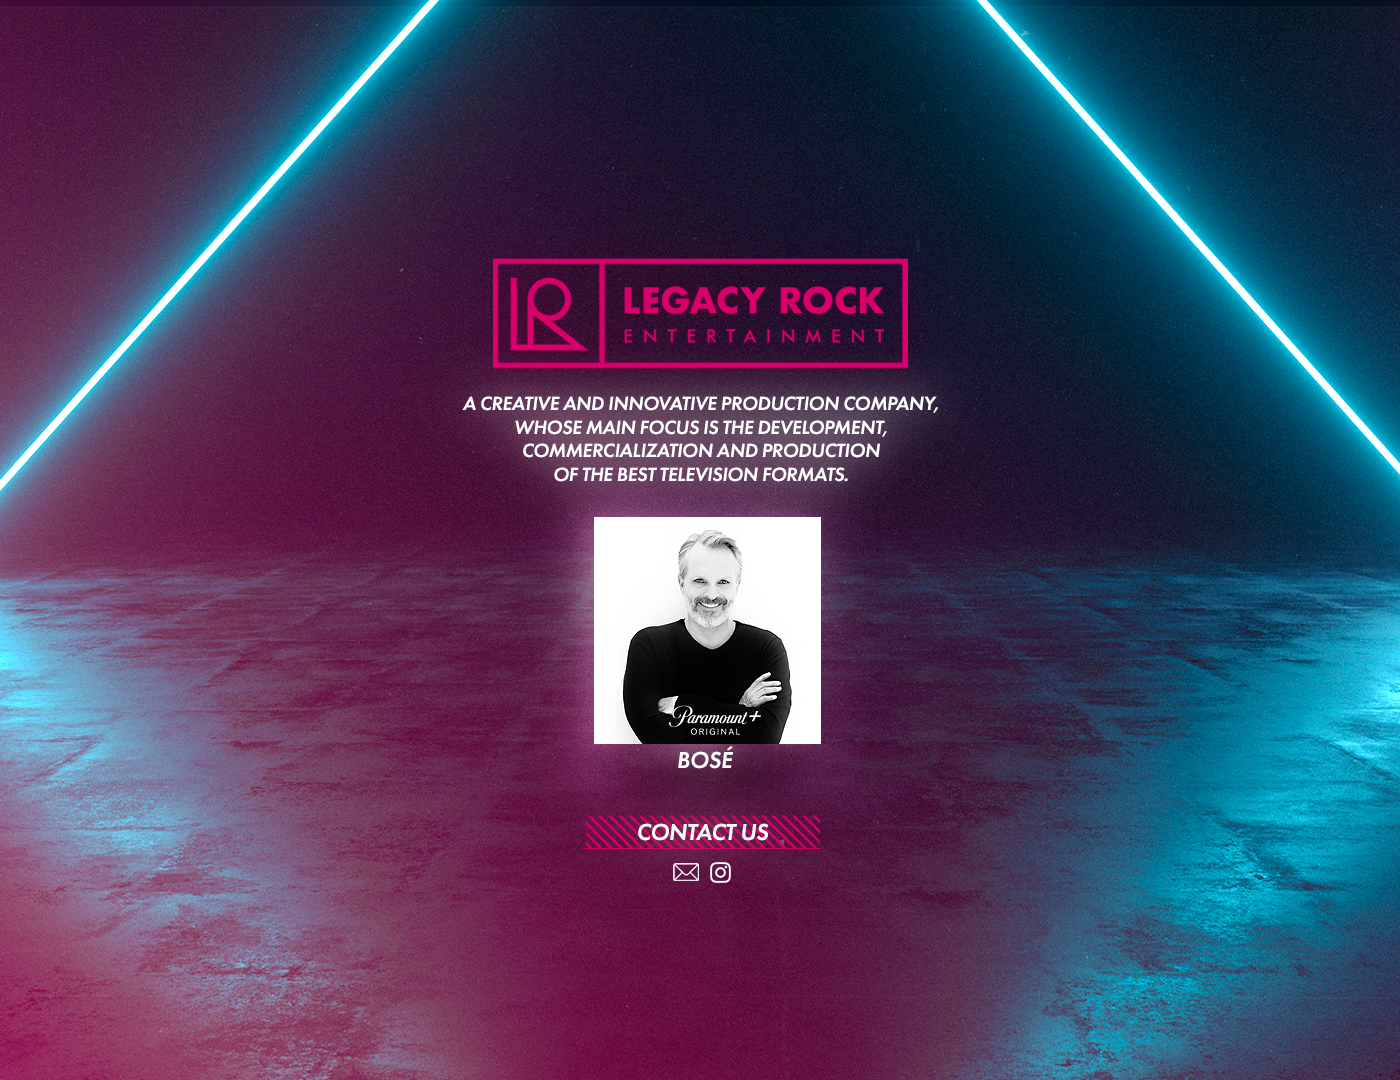 LR
LEGACY ROCK
ENTERTAINMENT
A CREATIVE AND INNOVATIVE PRODUCTION COMPANY,
WHOSE MAIN FOCUS IS THE DEVELOPMENT,
COMMERCIALIZATION AND PRODUCTION
OF THE BEST TELEVISION FORMATS.
Paramount+
ORIGINAL
BOSÉ
CONTACT US